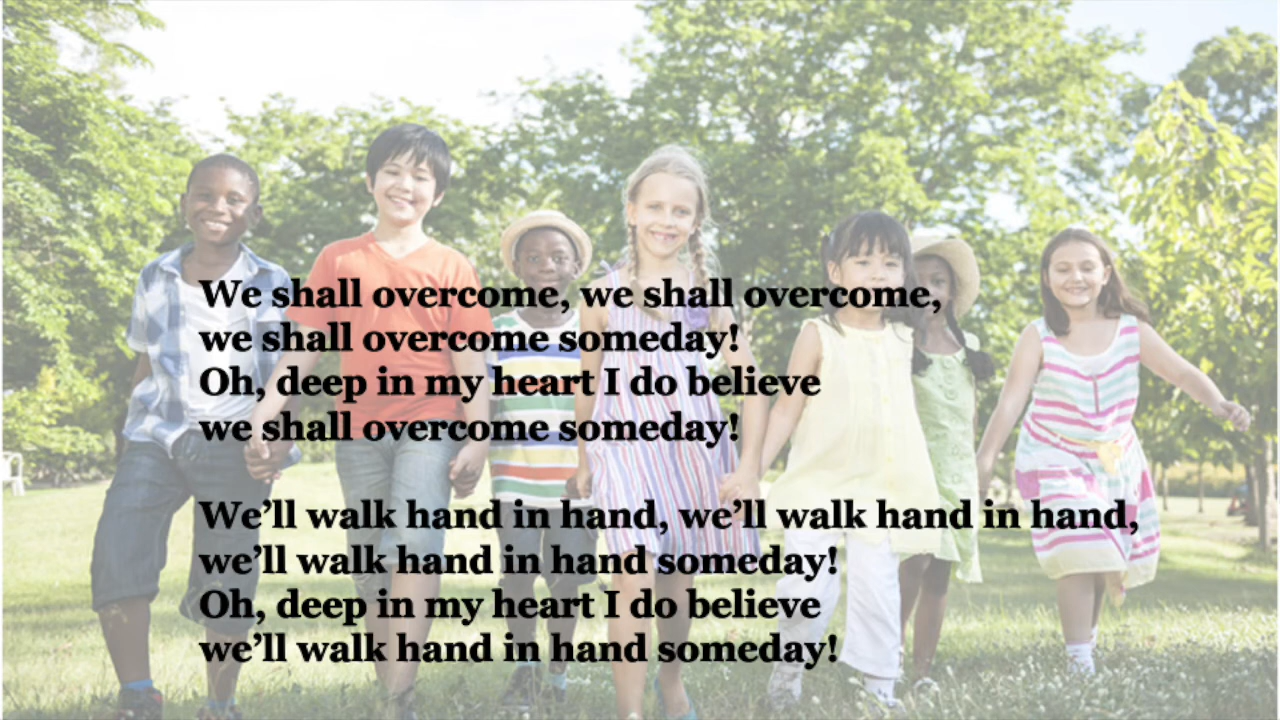 We shall overcome, we shall overcome,
we shall overcome someday!
Oh, deep in my heart I do believe
we shall overcome someday!
We’ll walk hand in hand, we’ll walk hand in hand,
we’ll walk hand in hand someday!
Oh, deep in my heart I do believe
we’ll walk hand in hand someday!